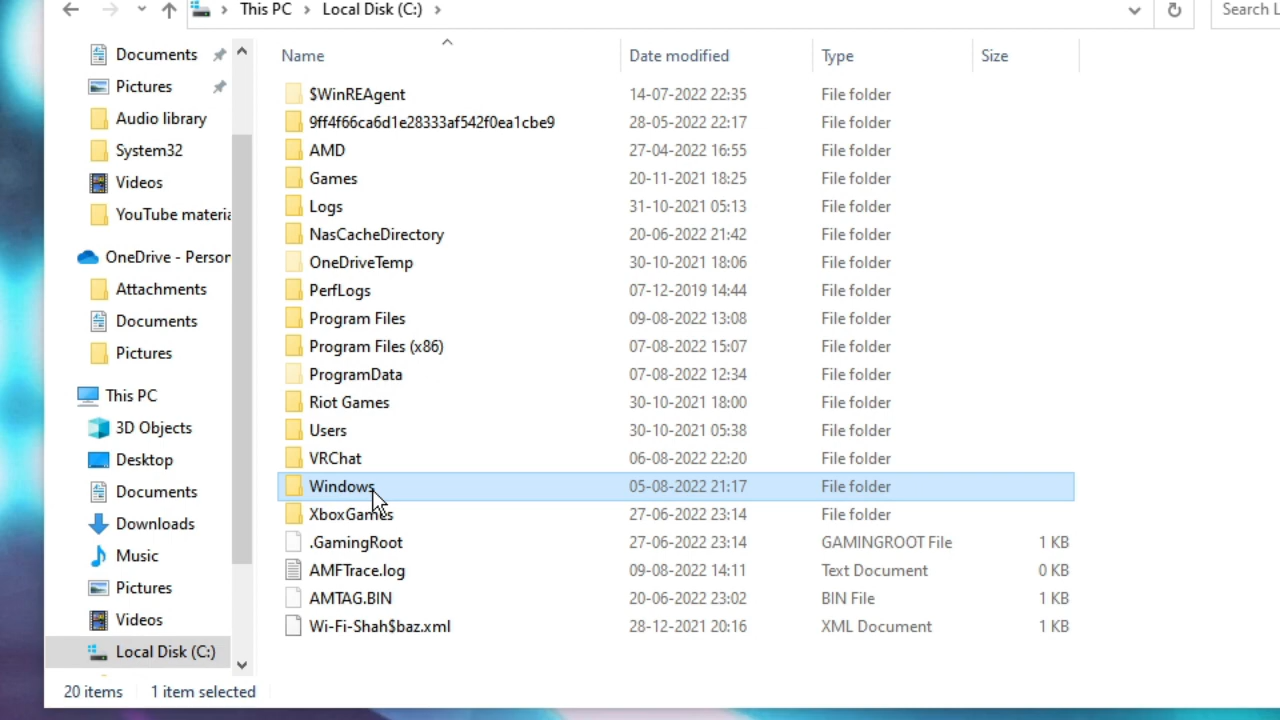 This PC
Local Disk (C:)
Search L
Documents
Pictures
Audio library
System32
Videos
YouTube materia
OneDrive - Person
Attachments
Documents
Pictures
This PC
3D Objects
Desktop
Documents
Downloads
Music
Pictures
Videos
Local Disk (C:)
Name Date modified Type Size
$WinREAgent 14-07-2022 22:35 File folder
9ff4f66ca6d1e28333af542f0ea1cbe9 28-05-2022 22:17 File folder
AMD 27-04-2022 16:55 File folder
Games 20-11-2021 18:25 File folder
Logs 31-10-2021 05:13 File folder
NasCacheDirectory 20-06-2022 21:42 File folder
OneDriveTemp 30-10-2021 18:06 File folder
PerfLogs 07-12-2019 14:44 File folder
Program Files 09-08-2022 13:08 File folder
Program Files (x86) 07-08-2022 15:07 File folder
ProgramData 07-08-2022 12:34 File folder
Riot Games 30-10-2021 18:00 File folder
Users 30-10-2021 05:38 File folder
VRChat 06-08-2022 22:20 File folder
Windows 05-08-2022 21:17 File folder
XboxGames 27-06-2022 23:14 File folder
.GamingRoot 27-06-2022 23:14 GAMINGROOT File 1 KB
AMFTrace.log 09-08-2022 14:11 Text Document 0 KB
AMTAG.BIN 20-06-2022 23:02 BIN File 1 KB
Wi-Fi-Shah$baz.xml 28-12-2021 20:16 XML Document 1 KB
20 items 1 item selected